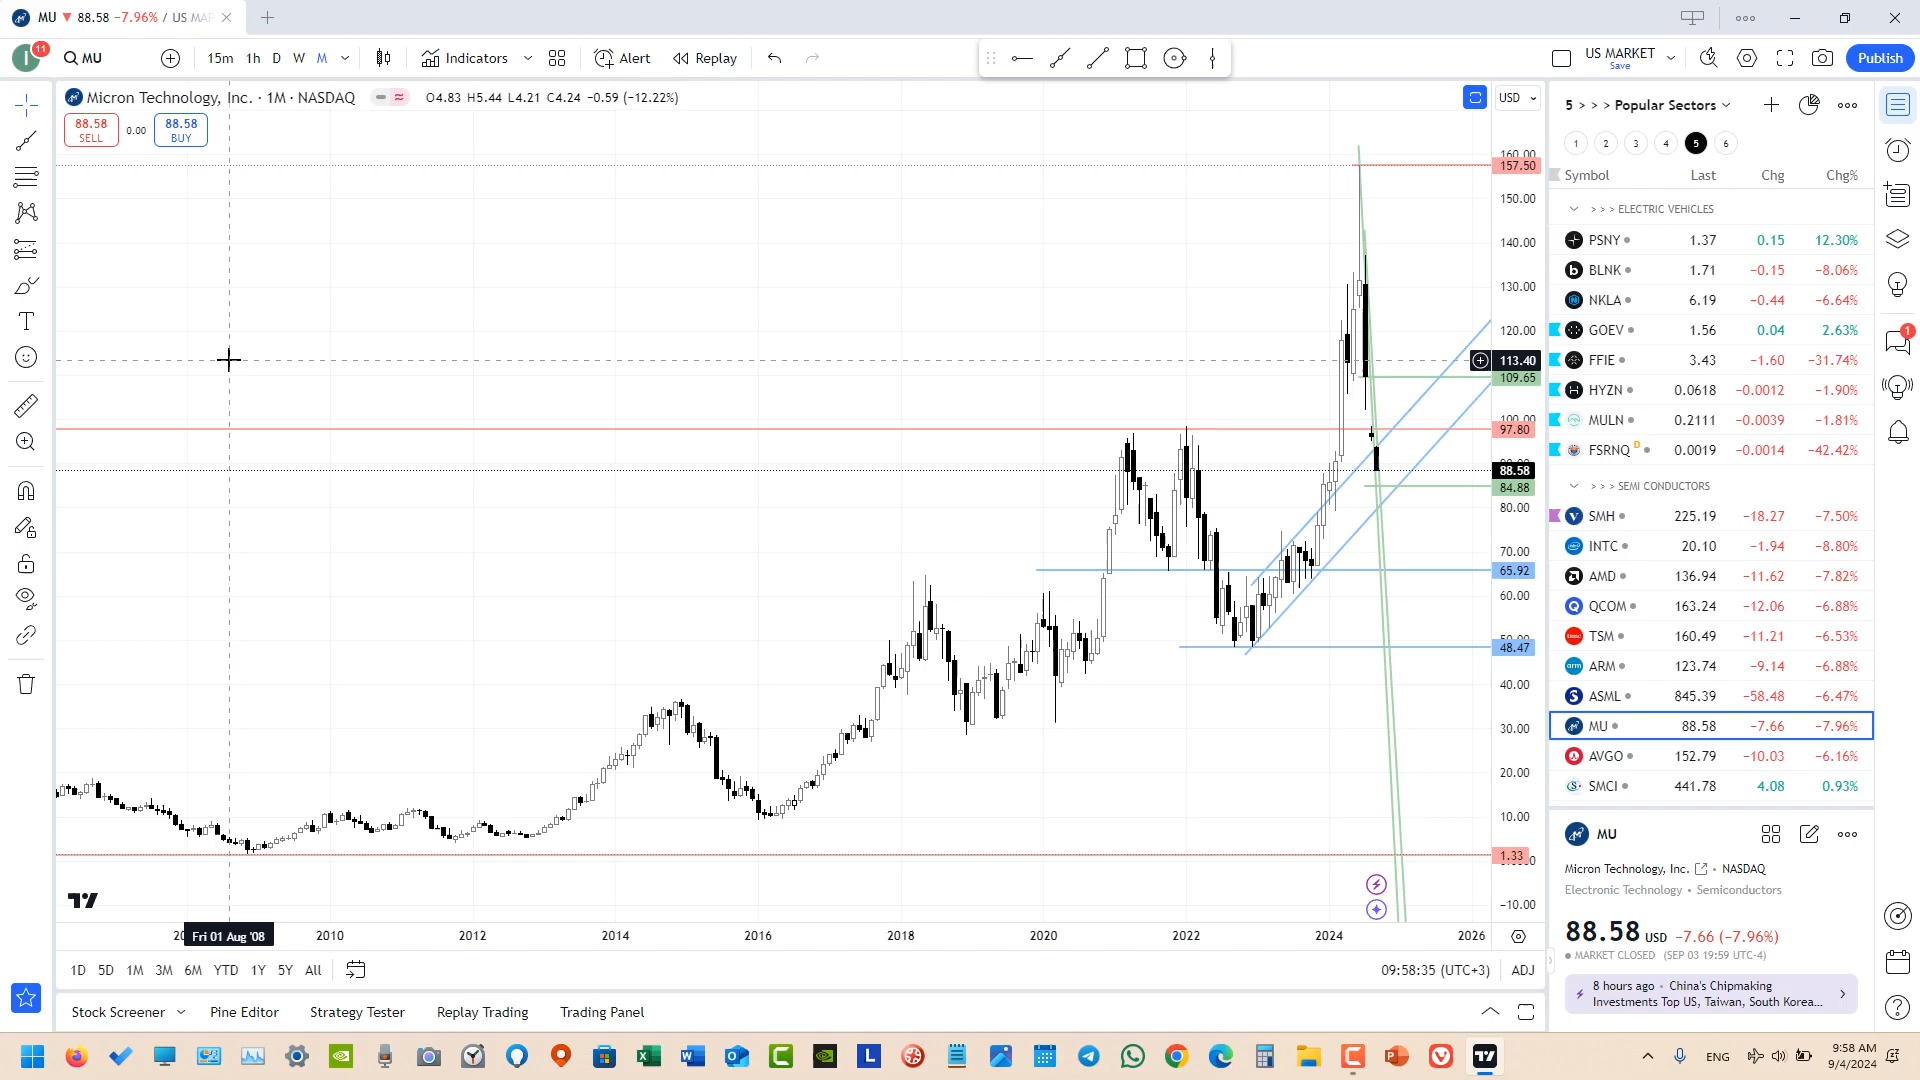 MU ▼ 88.58 −7.96% / US MAR
11
MU
15m 1h D W M
Indicators
Alert
Replay
US MARKET
Save
Publish
Micron Technology, Inc. · 1M · NASDAQ
O4.83 H5.44 L4.21 C4.24 −0.59 (−12.22%)
USD
88.58
SELL
0.00
88.58
BUY
160.00
157.50
150.00
140.00
130.00
120.00
113.40
109.65
100.00
97.80
88.58
84.88
80.00
70.00
65.92
60.00
50.00
48.47
40.00
30.00
20.00
10.00
1.33
−10.00
Fri 01 Aug '08
2010
2012
2014
2016
2018
2020
2022
2024
2026
1D 5D 1M 3M 6M YTD 1Y 5Y All
09:58:35 (UTC+3)
ADJ
Stock Screener
Pine Editor
Strategy Tester
Replay Trading
Trading Panel
5 > > > Popular Sectors
1 2 3 4 5 6
Symbol Last Chg Chg%
> > > ELECTRIC VEHICLES
PSNY 1.37 0.15 12.30%
BLNK 1.71 −0.15 −8.06%
NKLA 6.19 −0.44 −6.64%
GOEV 1.56 0.04 2.63%
FFIE 3.43 −1.60 −31.74%
HYZN 0.0618 −0.0012 −1.90%
MULN 0.2111 −0.0039 −1.81%
FSRNQ D 0.0019 −0.0014 −42.42%
> > > SEMI CONDUCTORS
SMH 225.19 −18.27 −7.50%
INTC 20.10 −1.94 −8.80%
AMD 136.94 −11.62 −7.82%
QCOM 163.24 −12.06 −6.88%
TSM 160.49 −11.21 −6.53%
ARM 123.74 −9.14 −6.88%
ASML 845.39 −58.48 −6.47%
MU 88.58 −7.66 −7.96%
AVGO 152.79 −10.03 −6.16%
SMCI 441.78 4.08 0.93%
MU
Micron Technology, Inc. • NASDAQ
Electronic Technology • Semiconductors
88.58 USD −7.66 (−7.96%)
MARKET CLOSED (SEP 03 19:59 UTC-4)
8 hours ago • China's Chipmaking
Investments Top US, Taiwan, South Korea...
1
ENG
9:58 AM
9/4/2024